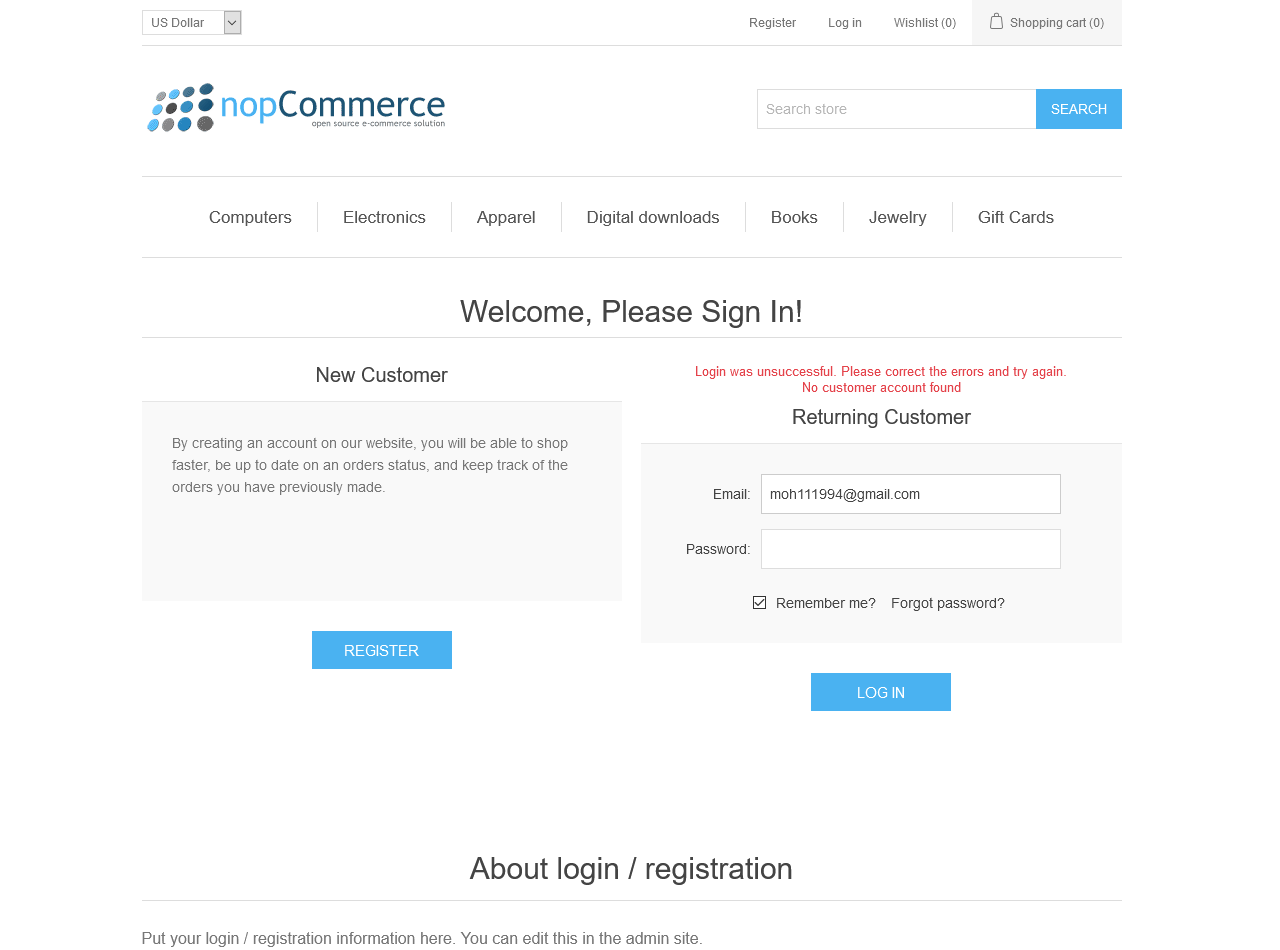 US Dollar
Register
Log in
Wishlist (0)
Shopping cart (0)
nopCommerce
open source e-commerce solution
Search store
SEARCH
Computers
Electronics
Apparel
Digital downloads
Books
Jewelry
Gift Cards
Welcome, Please Sign In!
New Customer
By creating an account on our website, you will be able to shop
faster, be up to date on an orders status, and keep track of the
orders you have previously made.
REGISTER
Login was unsuccessful. Please correct the errors and try again.
No customer account found
Returning Customer
Email:
moh111994@gmail.com
Password:
Remember me?
Forgot password?
LOG IN
About login / registration
Put your login / registration information here. You can edit this in the admin site.